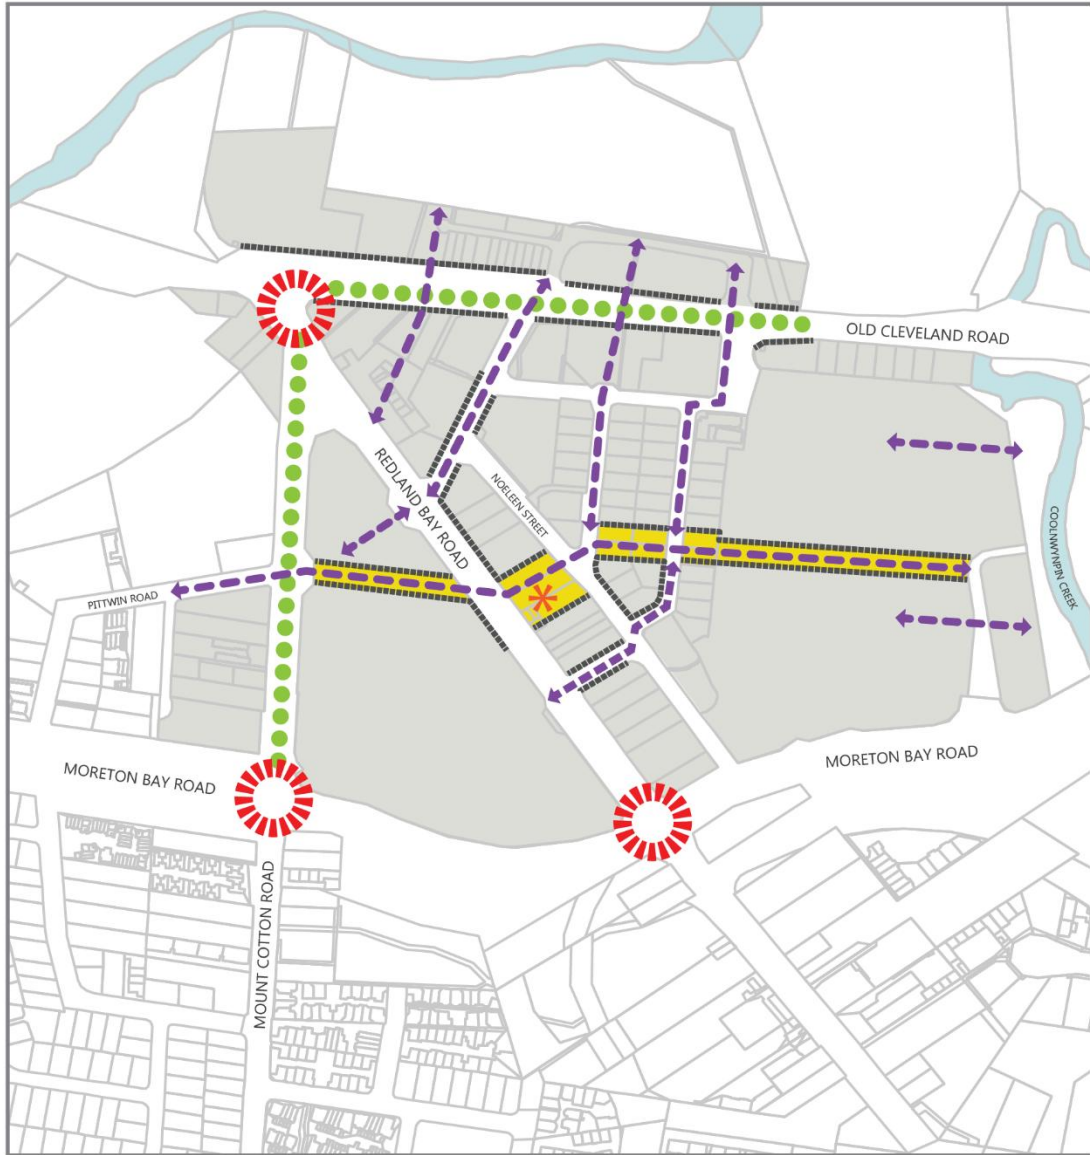 OLD CLEVELAND ROAD
REDLAND BAY ROAD
NOELEEN STREET
COOLNWYNPIN CREEK
PITTWIN ROAD
MORETON BAY ROAD
MORETON BAY ROAD
MOUNT COTTON ROAD